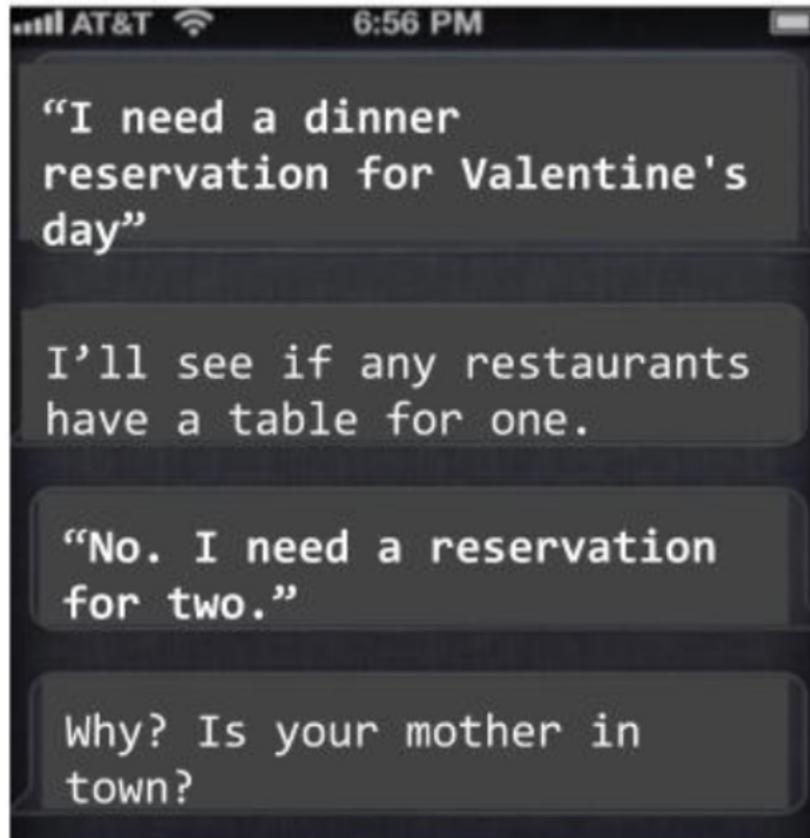 AT&T 6:56 PM
“I need a dinner
reservation for Valentine's
day”
I’ll see if any restaurants
have a table for one.
“No. I need a reservation
for two.”
Why? Is your mother in
town?